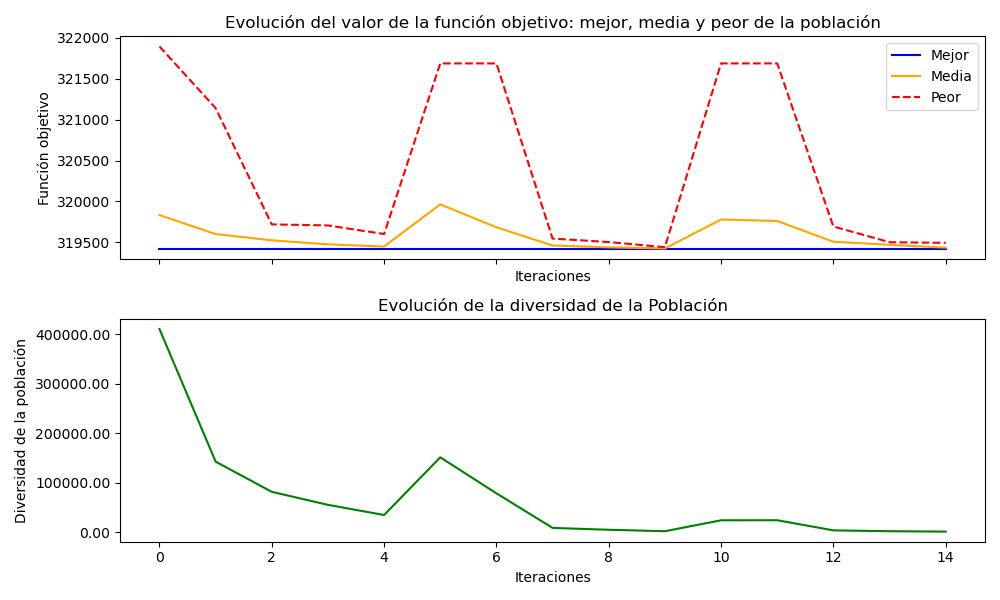 Evolución del valor de la función objetivo: mejor, media y peor de la población
322000
321500
321000
320500
320000
319500
Función objetivo
Mejor
Media
Peor
Iteraciones
Evolución de la diversidad de la Población
400000.00
300000.00
200000.00
100000.00
0.00
Diversidad de la población
0 2 4 6 8 10 12 14
Iteraciones